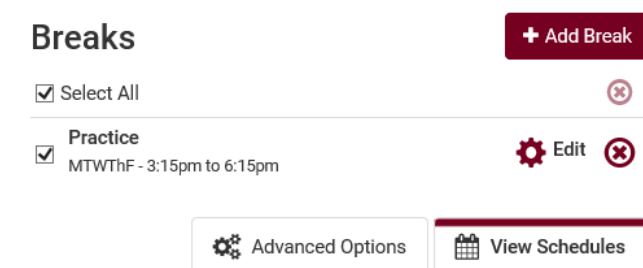 Breaks
+ Add Break
Select All
Practice
MTWThF - 3:15pm to 6:15pm
Edit
Advanced Options
View Schedules